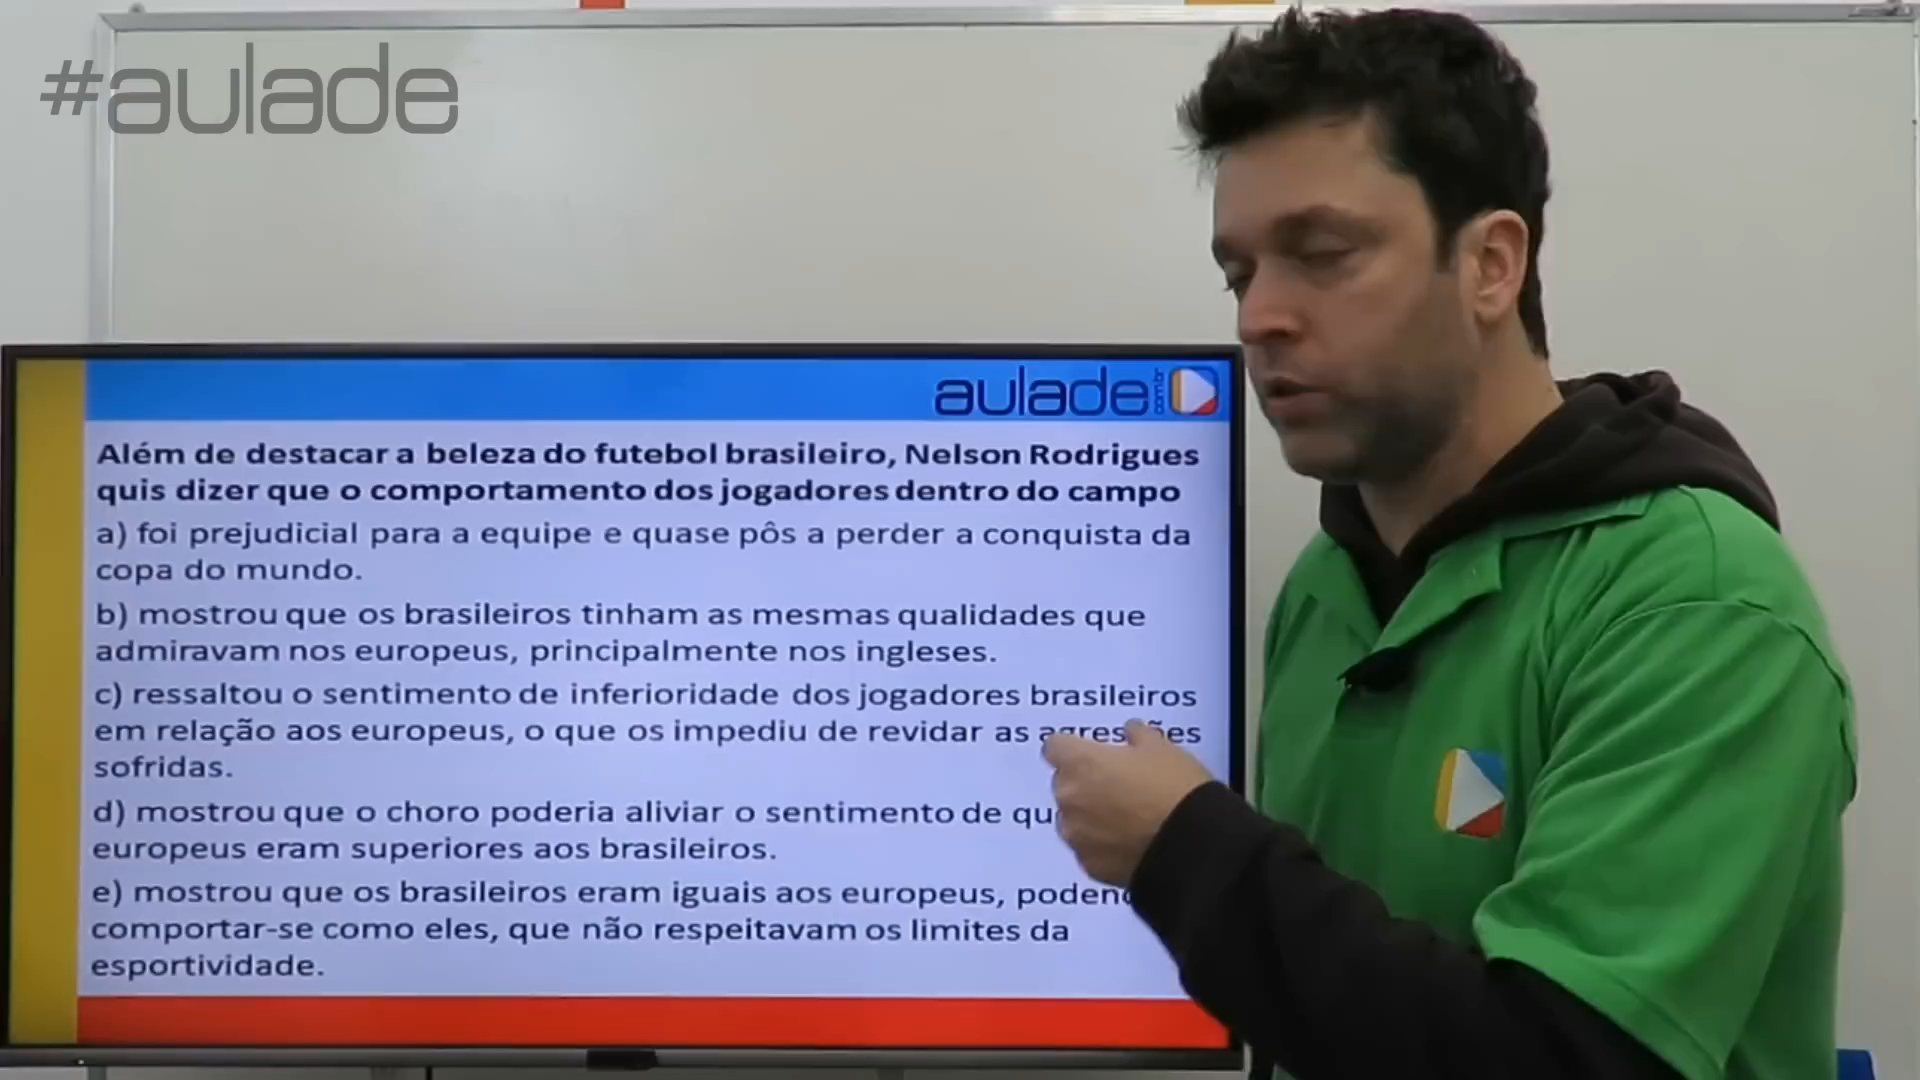 #aulade
aulade.com.br
Além de destacar a beleza do futebol brasileiro, Nelson Rodrigues
quis dizer que o comportamento dos jogadores dentro do campo
a) foi prejudicial para a equipe e quase pôs a perder a conquista da
copa do mundo.
b) mostrou que os brasileiros tinham as mesmas qualidades que
admiravam nos europeus, principalmente nos ingleses.
c) ressaltou o sentimento de inferioridade dos jogadores brasileiros
em relação aos europeus, o que os impediu de revidar as agressões
sofridas.
d) mostrou que o choro poderia aliviar o sentimento de
europeus eram superiores aos brasileiros.
e) mostrou que os brasileiros eram iguais aos europeus,
comportar-se como eles, que não respeitavam os limites da
esportividade.